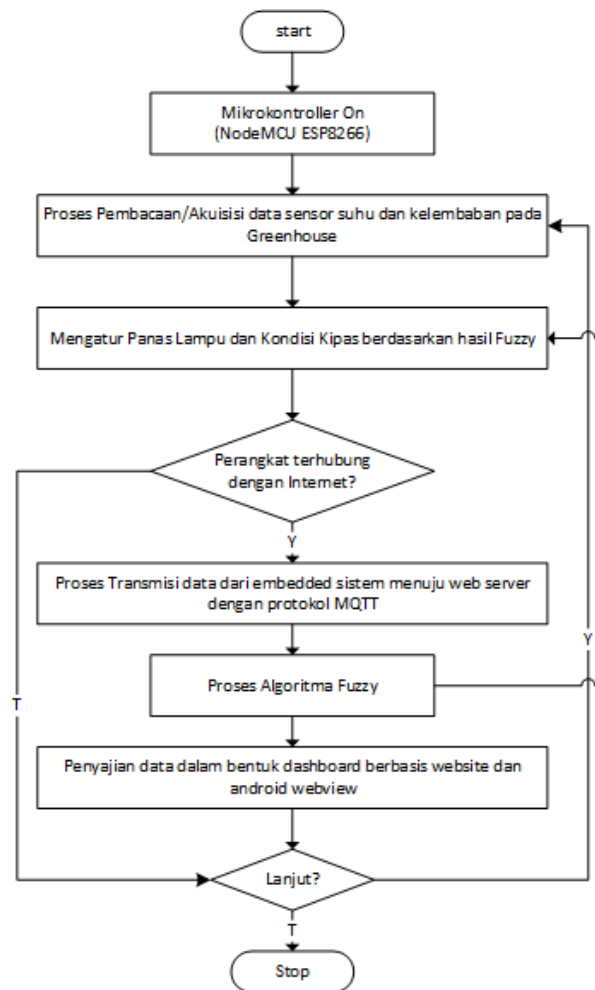 start
Mikrokontroller On
(NodeMCU ESP8266)
Proses Pembacaan/Akuisisi data sensor suhu dan kelembaban pada
Greenhouse
Mengatur Panas Lampu dan Kondisi Kipas berdasarkan hasil Fuzzy
Perangkat terhubung
dengan Internet?
Y
Proses Transmisi data dari embedded sistem menuju web server
dengan protokol MQTT
Y
Proses Algoritma Fuzzy
T
Penyajian data dalam bentuk dashboard berbasis website dan
android webview
Lanjut?
T
Stop